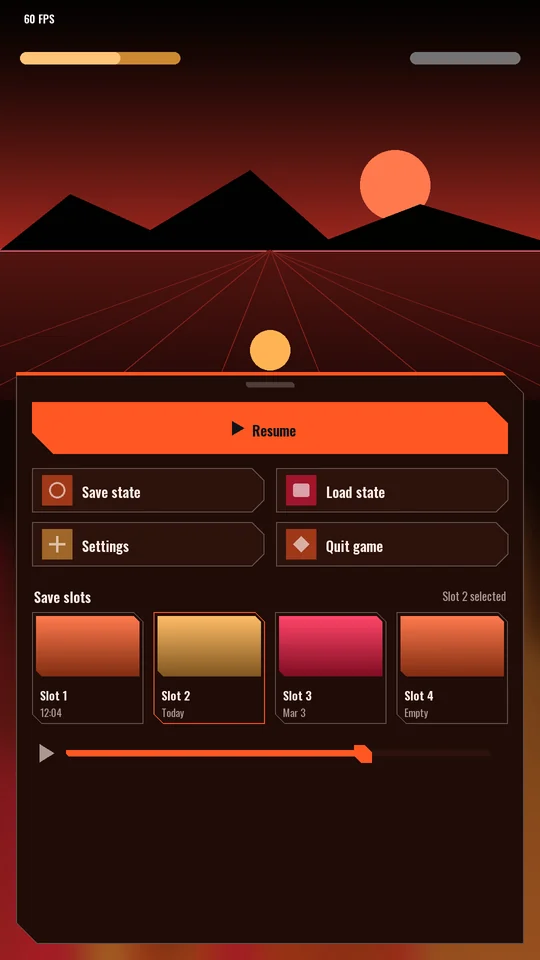 60 FPS
Resume
Save state
Load state
Settings
Quit game
Save slots
Slot 2 selected
Slot 1
12:04
Slot 2
Today
Slot 3
Mar 3
Slot 4
Empty